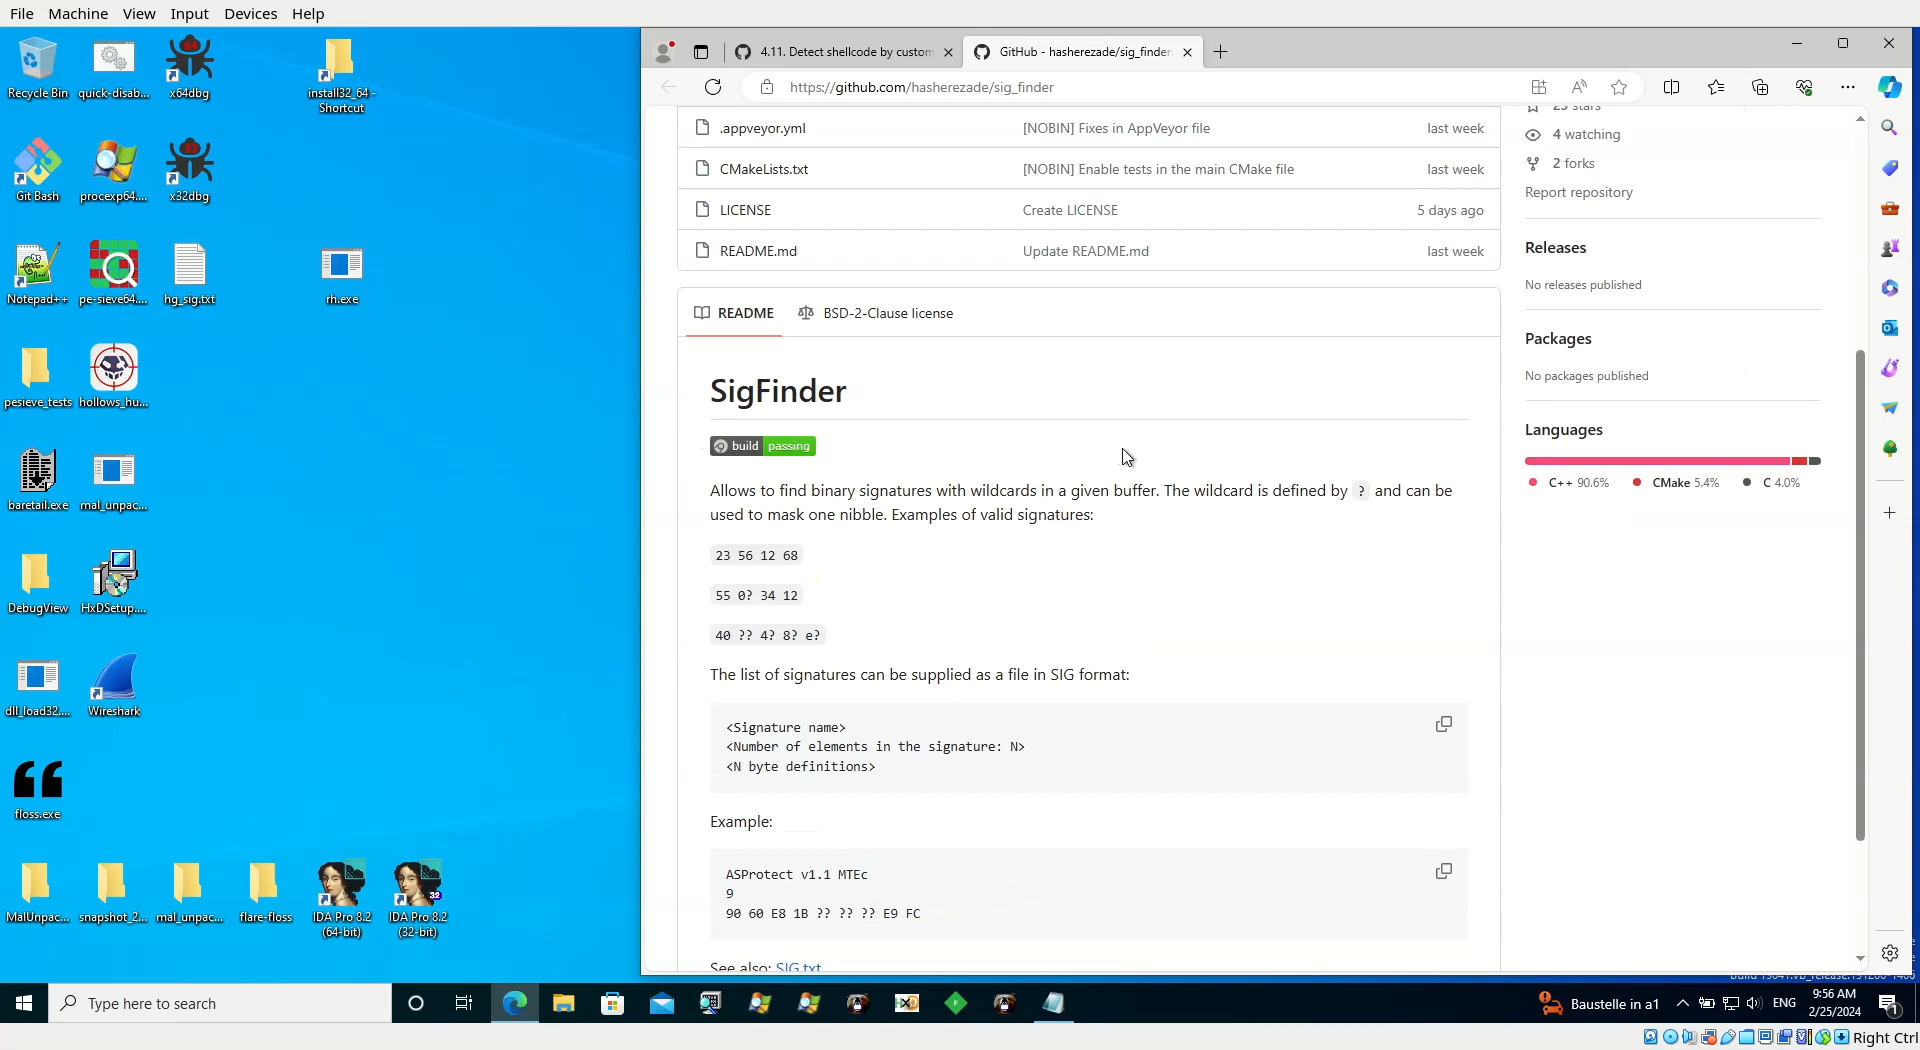 File Machine View Input Devices Help
Recycle Bin
quick-disab...
x64dbg
install32_64 -
Shortcut
Git Bash
procexp64....
x32dbg
Notepad++
pe-sieve64....
hg_sig.txt
rh.exe
pesieve_tests
hollows_hu...
baretail.exe
mal_unpac...
DebugView
HxDSetup....
dll_load32....
Wireshark
floss.exe
MalUnpac...
snapshot_2...
mal_unpac...
flare-floss
IDA Pro 8.2
(64-bit)
IDA Pro 8.2
(32-bit)
4.11. Detect shellcode by custom
GitHub - hasherezade/sig_finder
https://github.com/hasherezade/sig_finder
.appveyor.yml [NOBIN] Fixes in AppVeyor file last week
CMakeLists.txt [NOBIN] Enable tests in the main CMake file last week
LICENSE Create LICENSE 5 days ago
README.md Update README.md last week
README BSD-2-Clause license
SigFinder
build passing
Allows to find binary signatures with wildcards in a given buffer. The wildcard is defined by ? and can be
used to mask one nibble. Examples of valid signatures:
23 56 12 68
55 0? 34 12
40 ?? 4? 8? e?
The list of signatures can be supplied as a file in SIG format:
<Signature name>
<Number of elements in the signature: N>
<N byte definitions>
Example:
ASProtect v1.1 MTEc
9
90 60 E8 1B ?? ?? ?? E9 FC
See also: SIG.txt
stars
4 watching
2 forks
Report repository
Releases
No releases published
Packages
No packages published
Languages
C++ 90.6% CMake 5.4% C 4.0%
Type here to search
Baustelle in a1
ENG
9:56 AM
2/25/2024
1
Right Ctrl